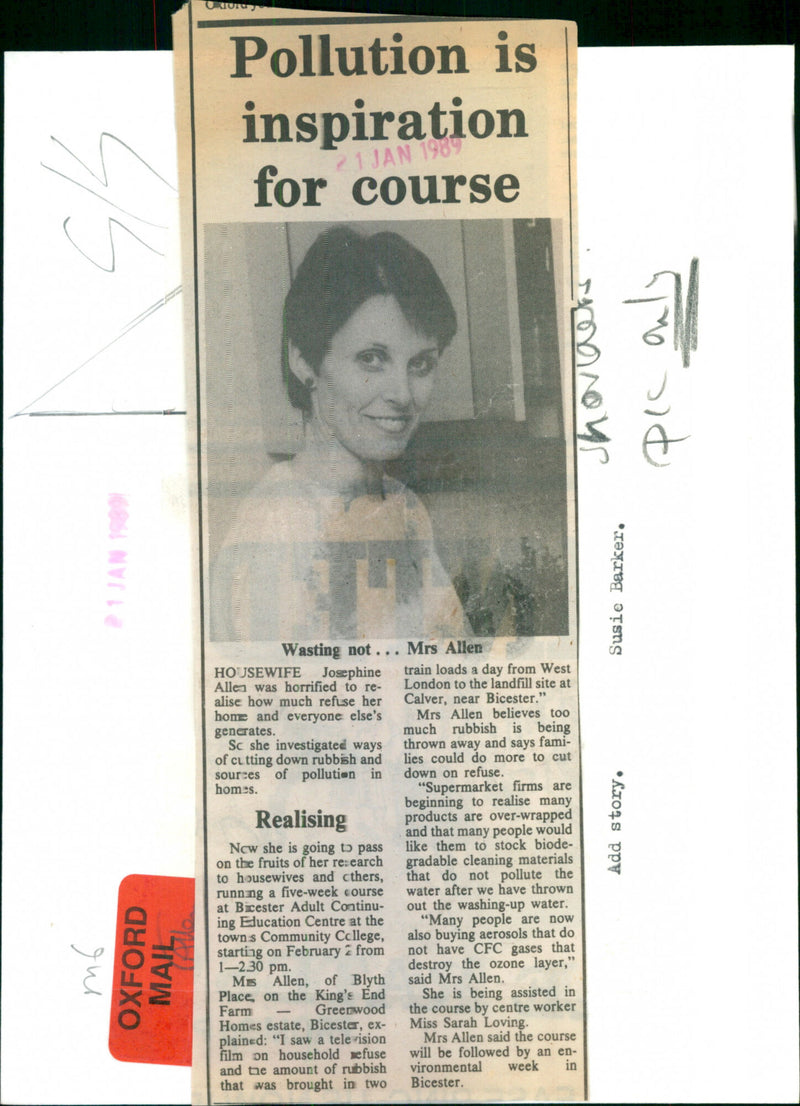 Pollution is
inspiration
for course
21 JAN 1989
Wasting not . . . Mrs Allen
HOUSEWIFE Josephine
Allen was horrified to re-
alise how much refuse her
home and everyone else's
generates.
So she investigated ways
of cutting down rubbish and
sources of pollution in
homes.
Realising
Now she is going to pass
on the fruits of her research
to housewives and others,
running a five-week course
at Bicester Adult Continu-
ing Education Centre at the
town's Community College,
starting on February 2 from
1—2.30 pm.
Mrs Allen, of Blyth
Place, on the King's End
Farm — Greenwood
Homes estate, Bicester, ex-
plained: "I saw a television
film on household refuse
and the amount of rubbish
that was brought in two
train loads a day from West
London to the landfill site at
Calver, near Bicester."
Mrs Allen believes too
much rubbish is being
thrown away and says fami-
lies could do more to cut
down on refuse.
"Supermarket firms are
beginning to realise many
products are over-wrapped
and that many people would
like them to stock biode-
gradable cleaning materials
that do not pollute the
water after we have thrown
out the washing-up water.
"Many people are now
also buying aerosols that do
not have CFC gases that
destroy the ozone layer,"
said Mrs Allen.
She is being assisted in
the course by centre worker
Miss Sarah Loving.
Mrs Allen said the course
will be followed by an en-
vironmental week in
Bicester.
21 JAN 1989
OXFORD
MAIL
shoulders
pic only
Add story. Susie Barker.